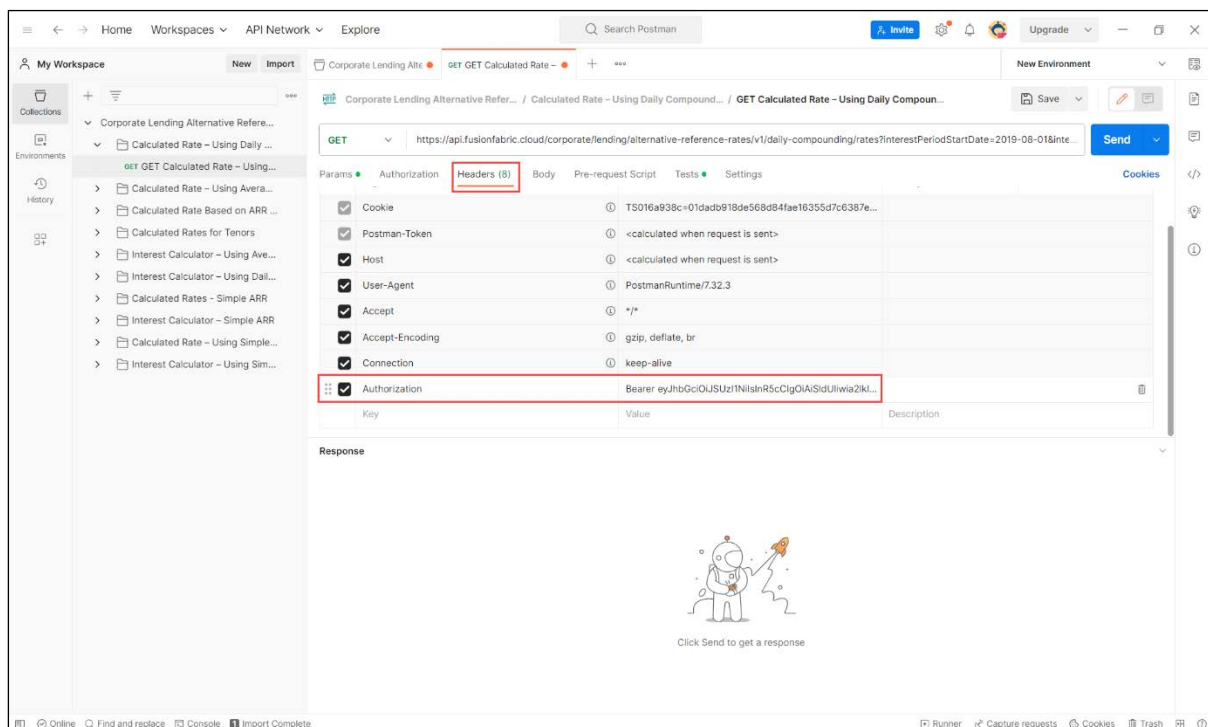 Home Workspaces API Network Explore Search Postman Invite Upgrade
My Workspace New Import Corporate Lending Alte GET GET Calculated Rate – New Environment
Collections
Environments
History
Corporate Lending Alternative Refere...
Calculated Rate – Using Daily ...
GET GET Calculated Rate – Using...
Calculated Rate – Using Avera...
Calculated Rate Based on ARR ...
Calculated Rates for Tenors
Interest Calculator – Using Ave...
Interest Calculator – Using Dail...
Calculated Rates - Simple ARR
Interest Calculator – Simple ARR
Calculated Rate – Using Simple...
Interest Calculator – Using Sim...
HTTP Corporate Lending Alternative Refer... / Calculated Rate – Using Daily Compound... / GET Calculated Rate – Using Daily Compoun... Save
GET https://api.fusionfabric.cloud/corporate/lending/alternative-reference-rates/v1/daily-compounding/rates?interestPeriodStartDate=2019-08-01&inte... Send
Params Authorization Headers (8) Body Pre-request Script Tests Settings Cookies
Cookie TS016a938c=01dadb918de568d84fae16355d7c6387e...
Postman-Token <calculated when request is sent>
Host <calculated when request is sent>
User-Agent PostmanRuntime/7.32.3
Accept */*
Accept-Encoding gzip, deflate, br
Connection keep-alive
Authorization Bearer
Key Value Description
Response
Click Send to get a response
Online Find and replace Console Import Complete Runner Capture requests Cookies Trash